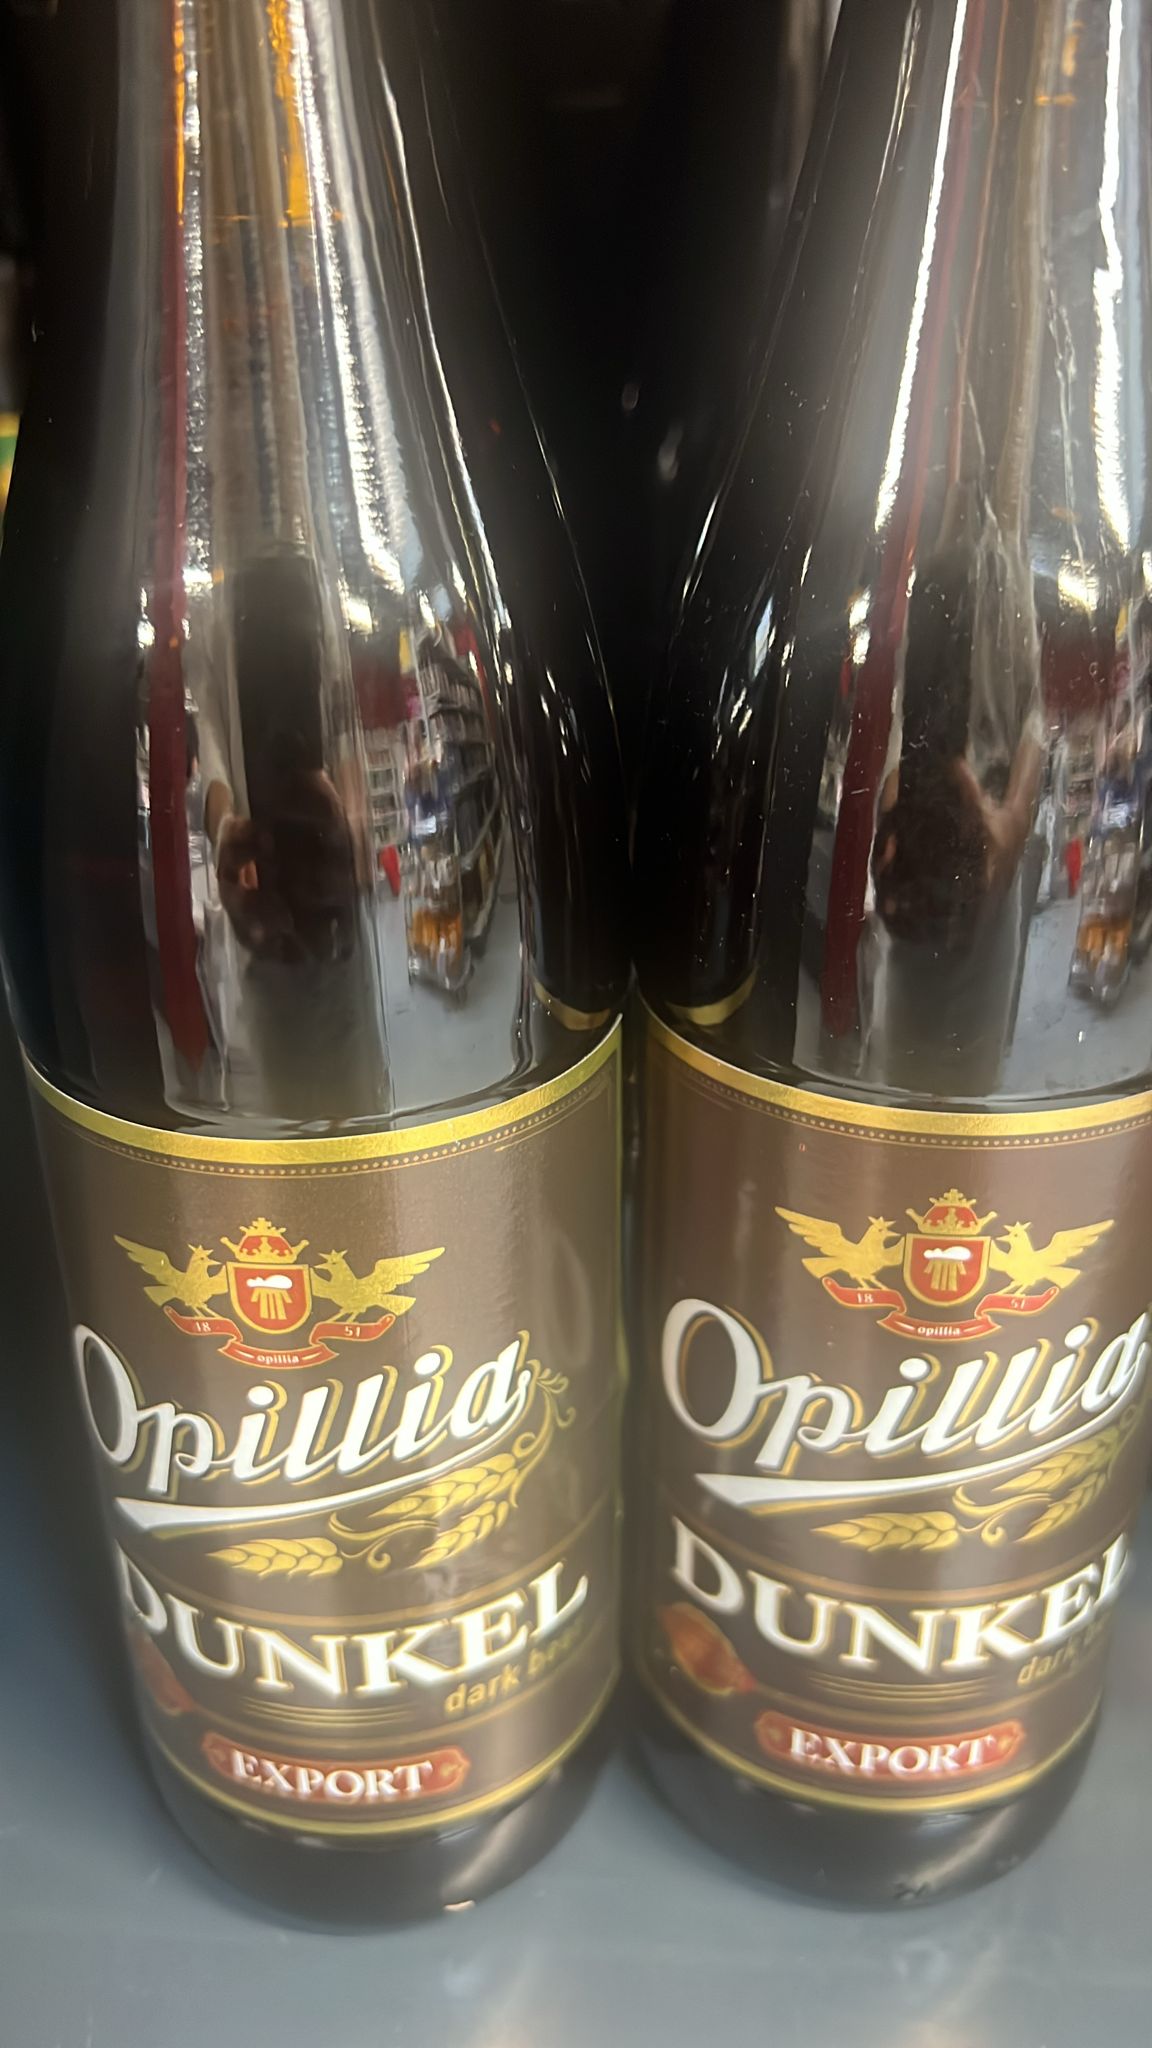 18 51
opillia
Opillia
DUNKEL
dark beer
EXPORT
18 51
opillia
Opillia
DUNKEL
dark
EXPORT